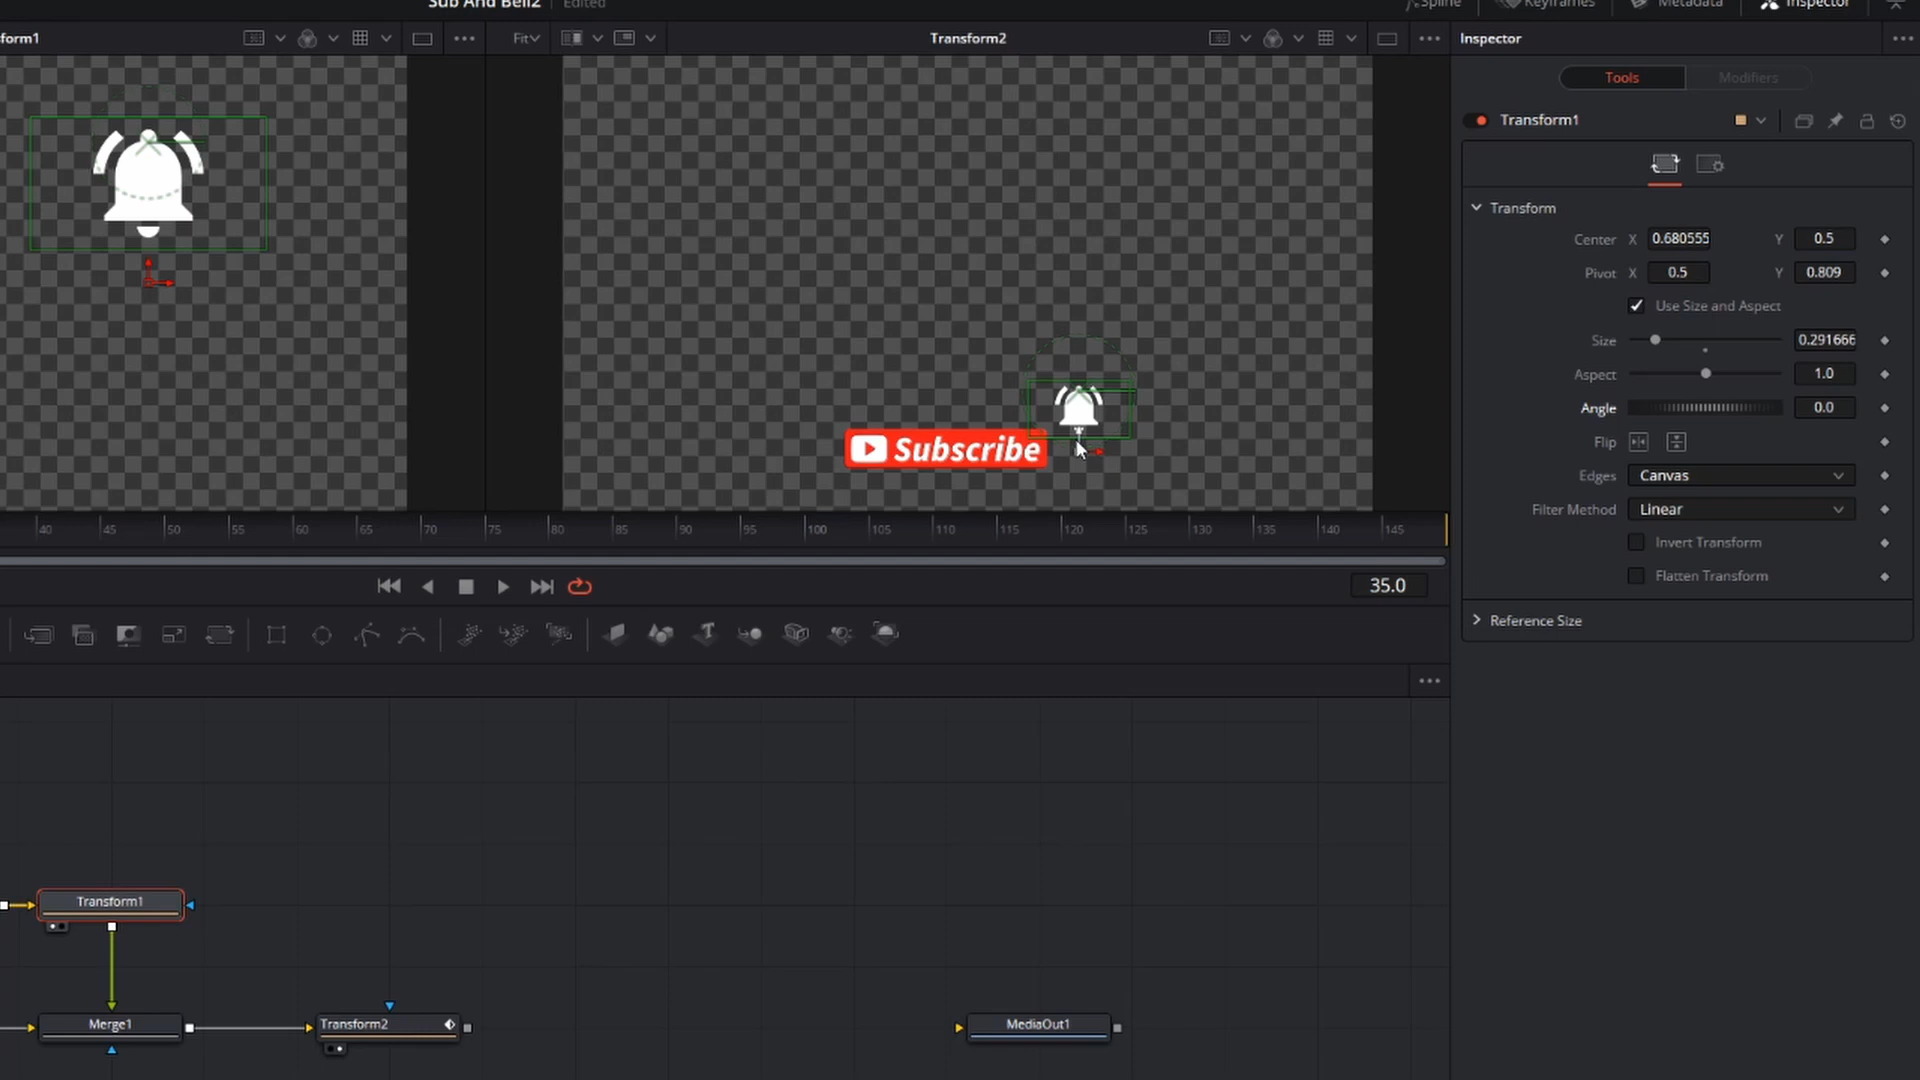 Sub And Bell2 Edited
Spline Keyframes Metadata Inspector
form1 Fit Transform2 Inspector
Tools Modifiers
Transform1
Transform
Center X 0.680555 Y 0.5
Pivot X 0.5 Y 0.809
Use Size and Aspect
Size 0.291666
Aspect 1.0
Angle 0.0
Flip
Edges Canvas
Filter Method Linear
Invert Transform
Flatten Transform
Reference Size
Subscribe
40 45 50 55 60 65 70 75 80 85 90 95 100 105 110 115 120 125 130 135 140 145
35.0
Transform1
Merge1 Transform2 MediaOut1